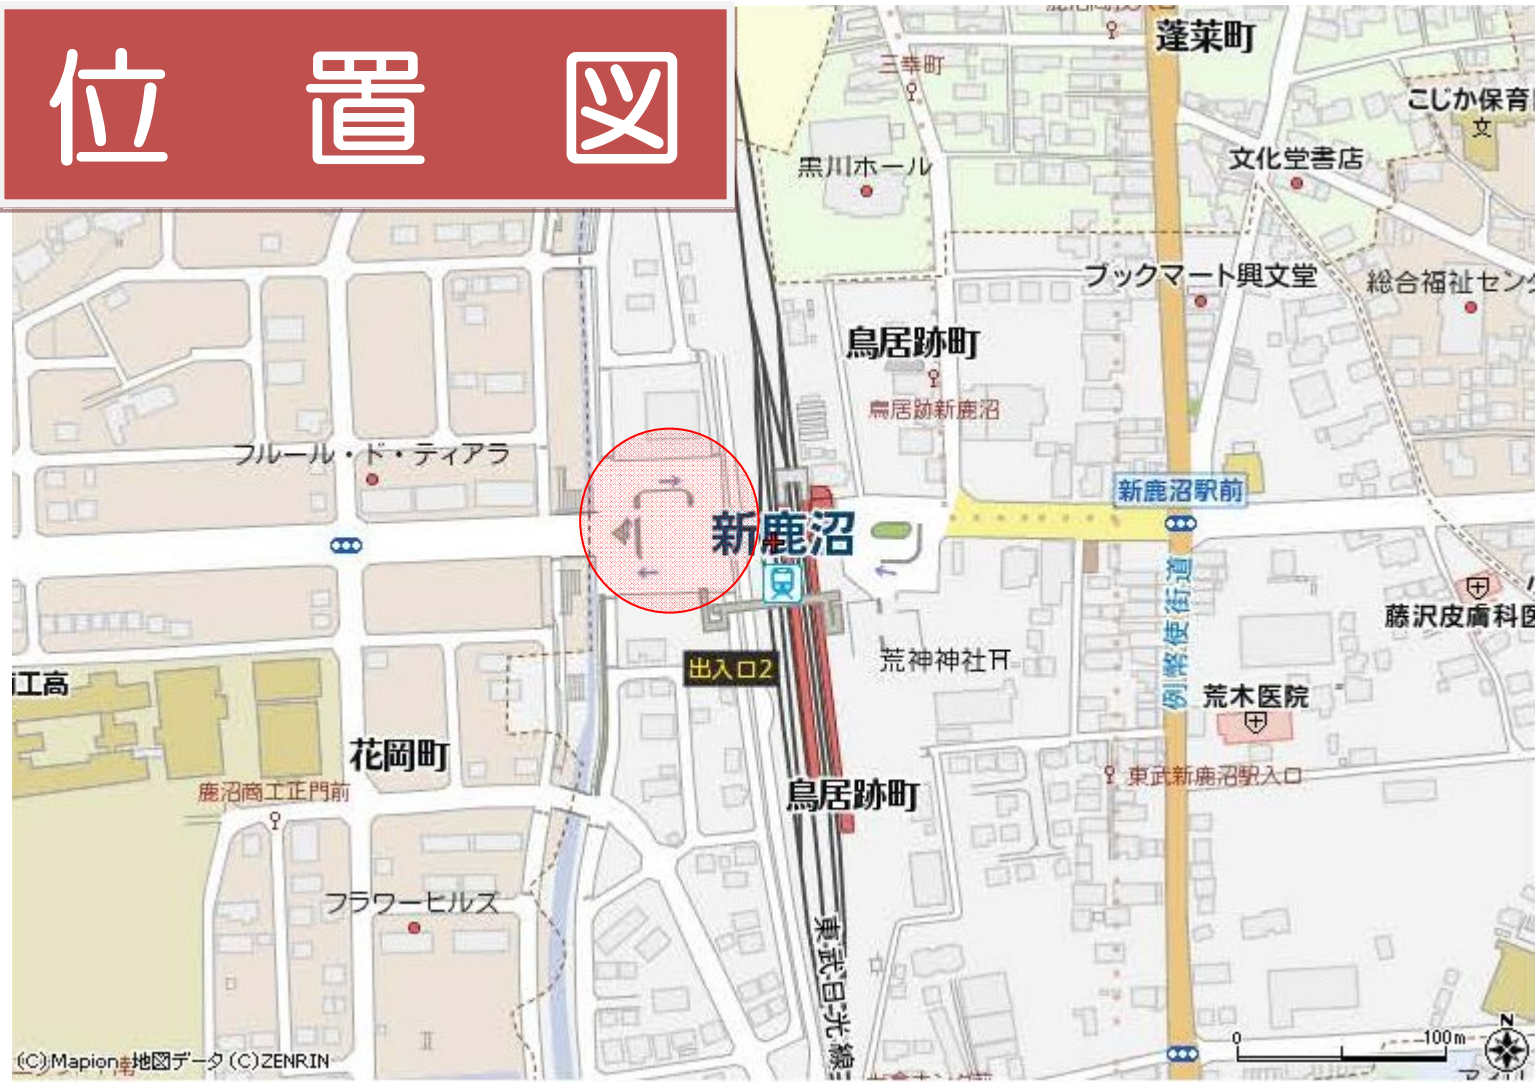 位置図
蓬莱町
三幸町
こじか保育
文
黒川ホール
文化堂書店
ブックマート興文堂
総合福祉センタ
鳥居跡町
鳥居跡新鹿沼
フルール・ド・ティアラ
新鹿沼駅前
新鹿沼
例幣使街道
藤沢皮膚科医
荒神神社
出入口2
工高
荒木医院
花岡町
東武新鹿沼駅入口
鹿沼商工正門前
鳥居跡町
フラワーヒルズ
東武日光線
N
0
100m
(C)Mapion 地図データ (C)ZENRIN